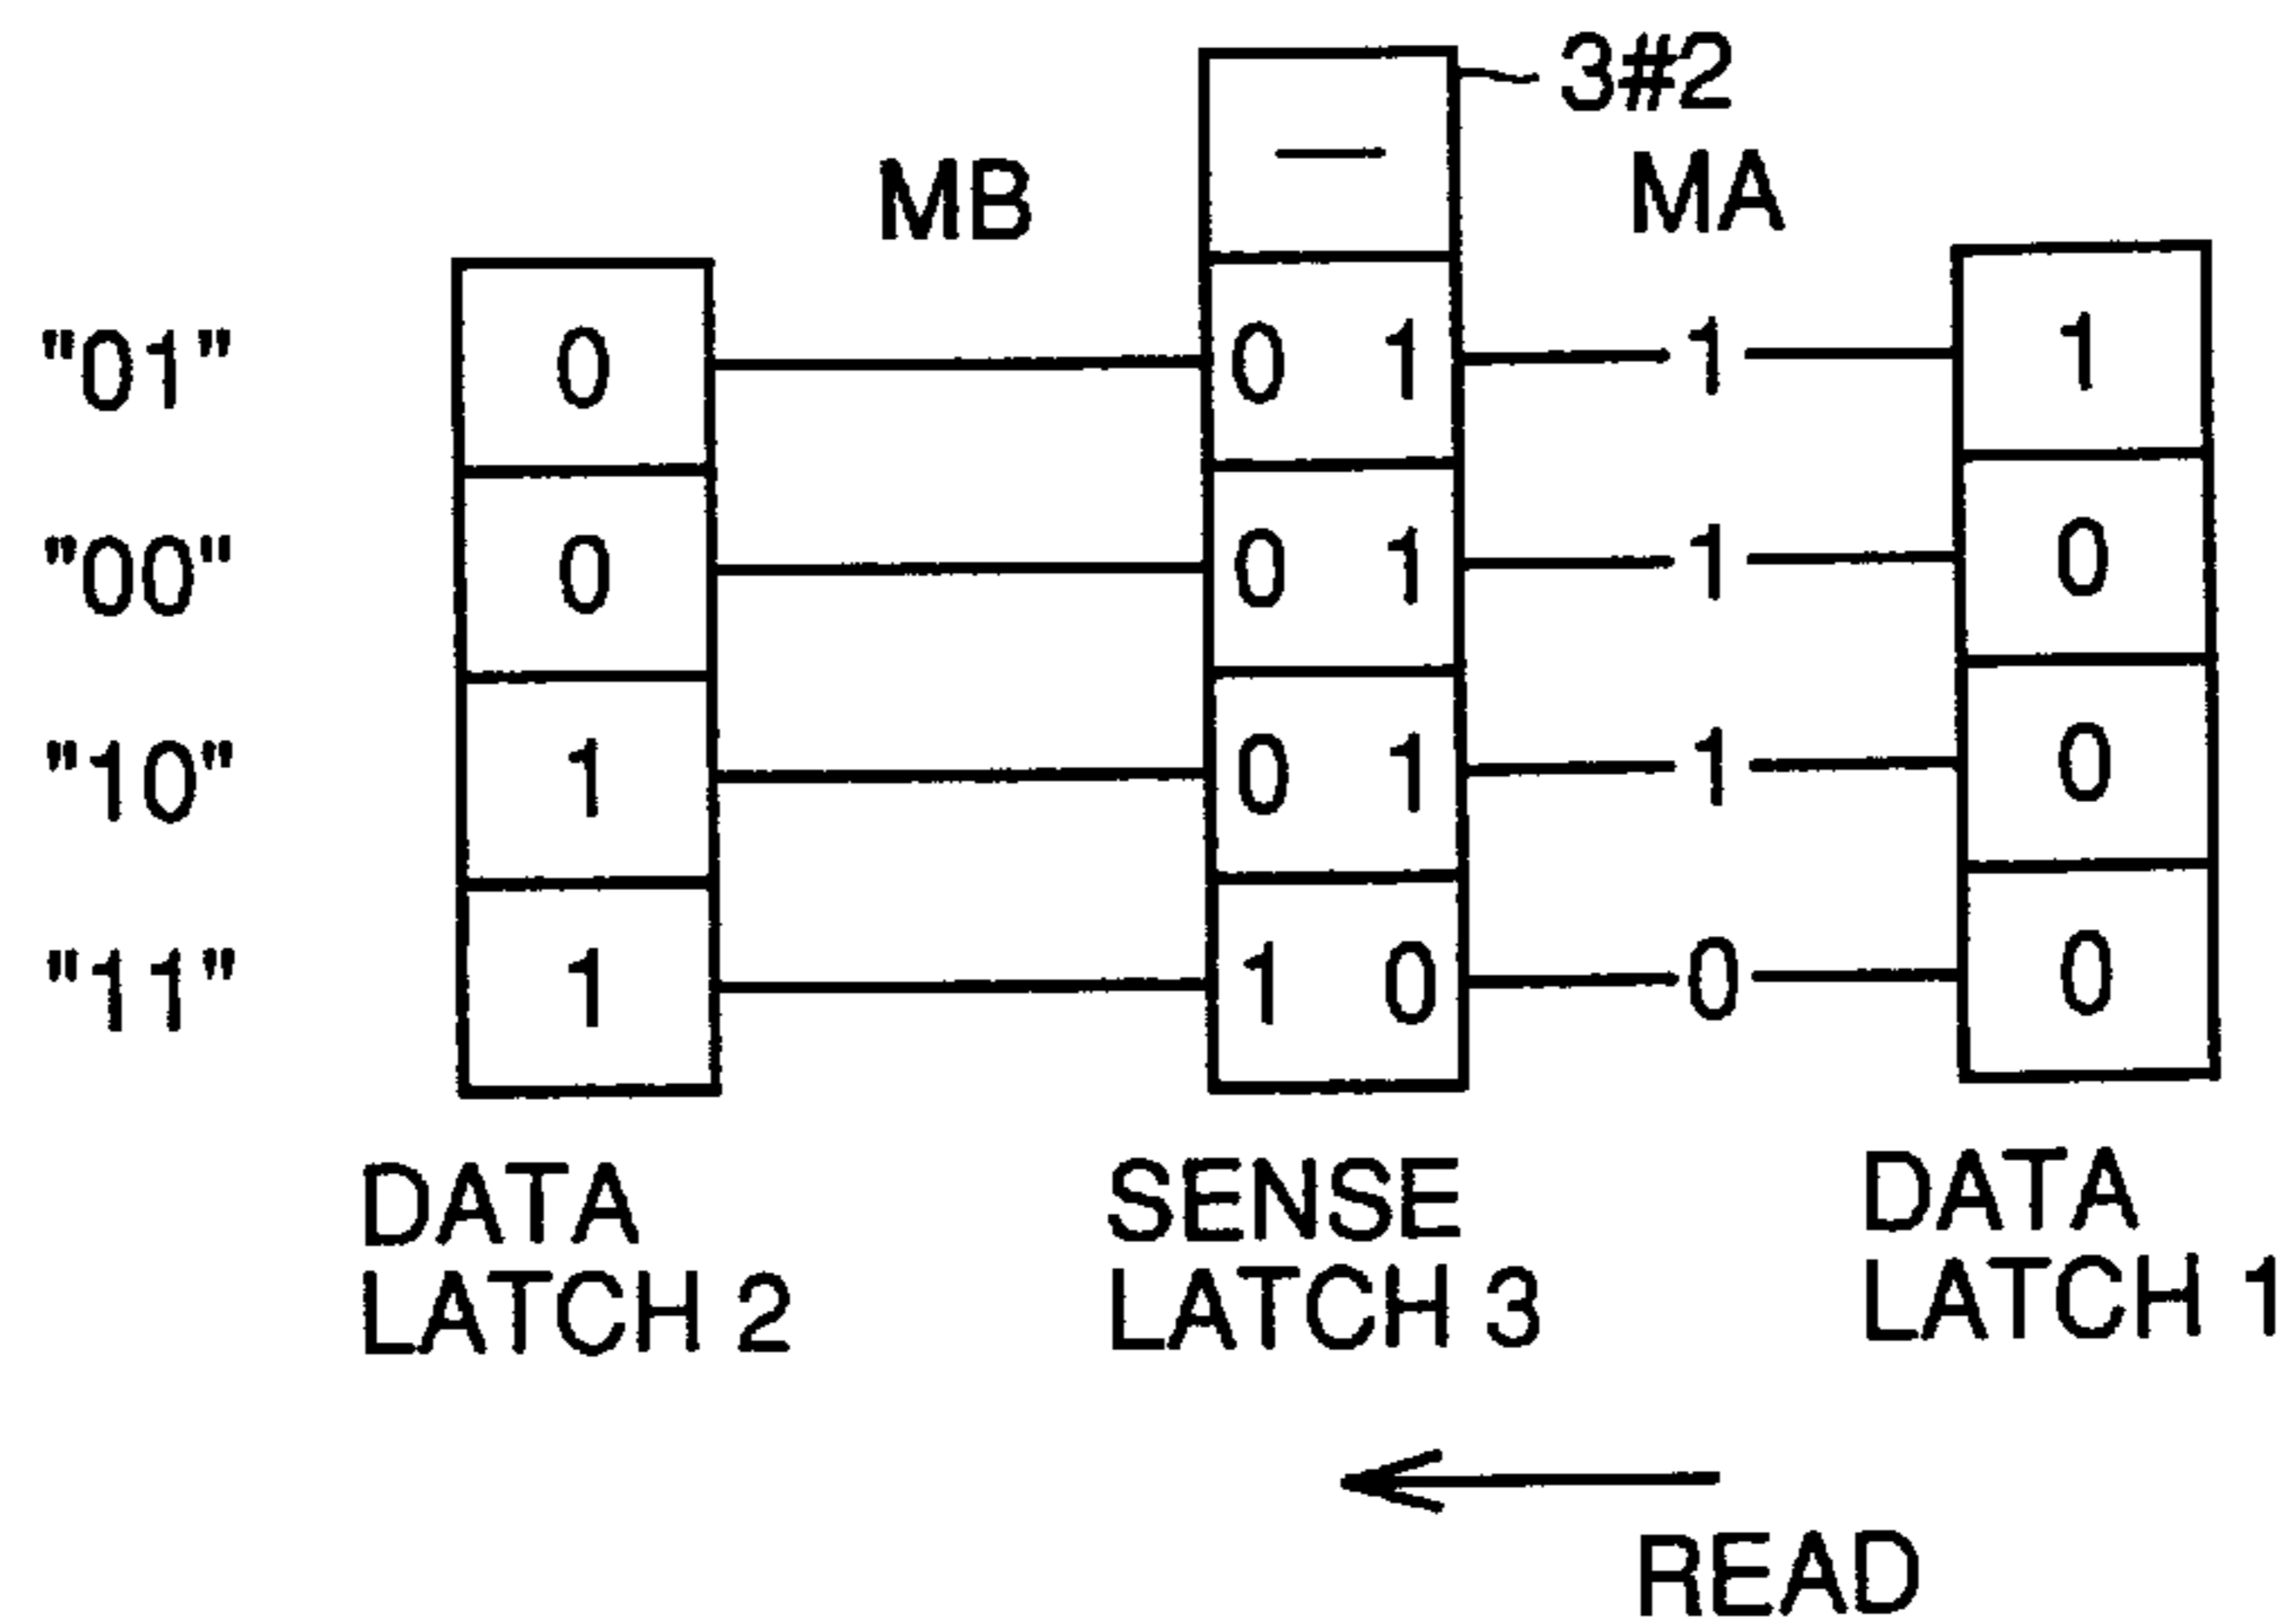 3#2
MB — MA
"01" 0 0 1 1 1
"00" 0 0 1 1 0
"10" 1 0 1 1 0
"11" 1 1 0 0 0
DATA LATCH 2
SENSE LATCH 3
DATA LATCH 1
READ